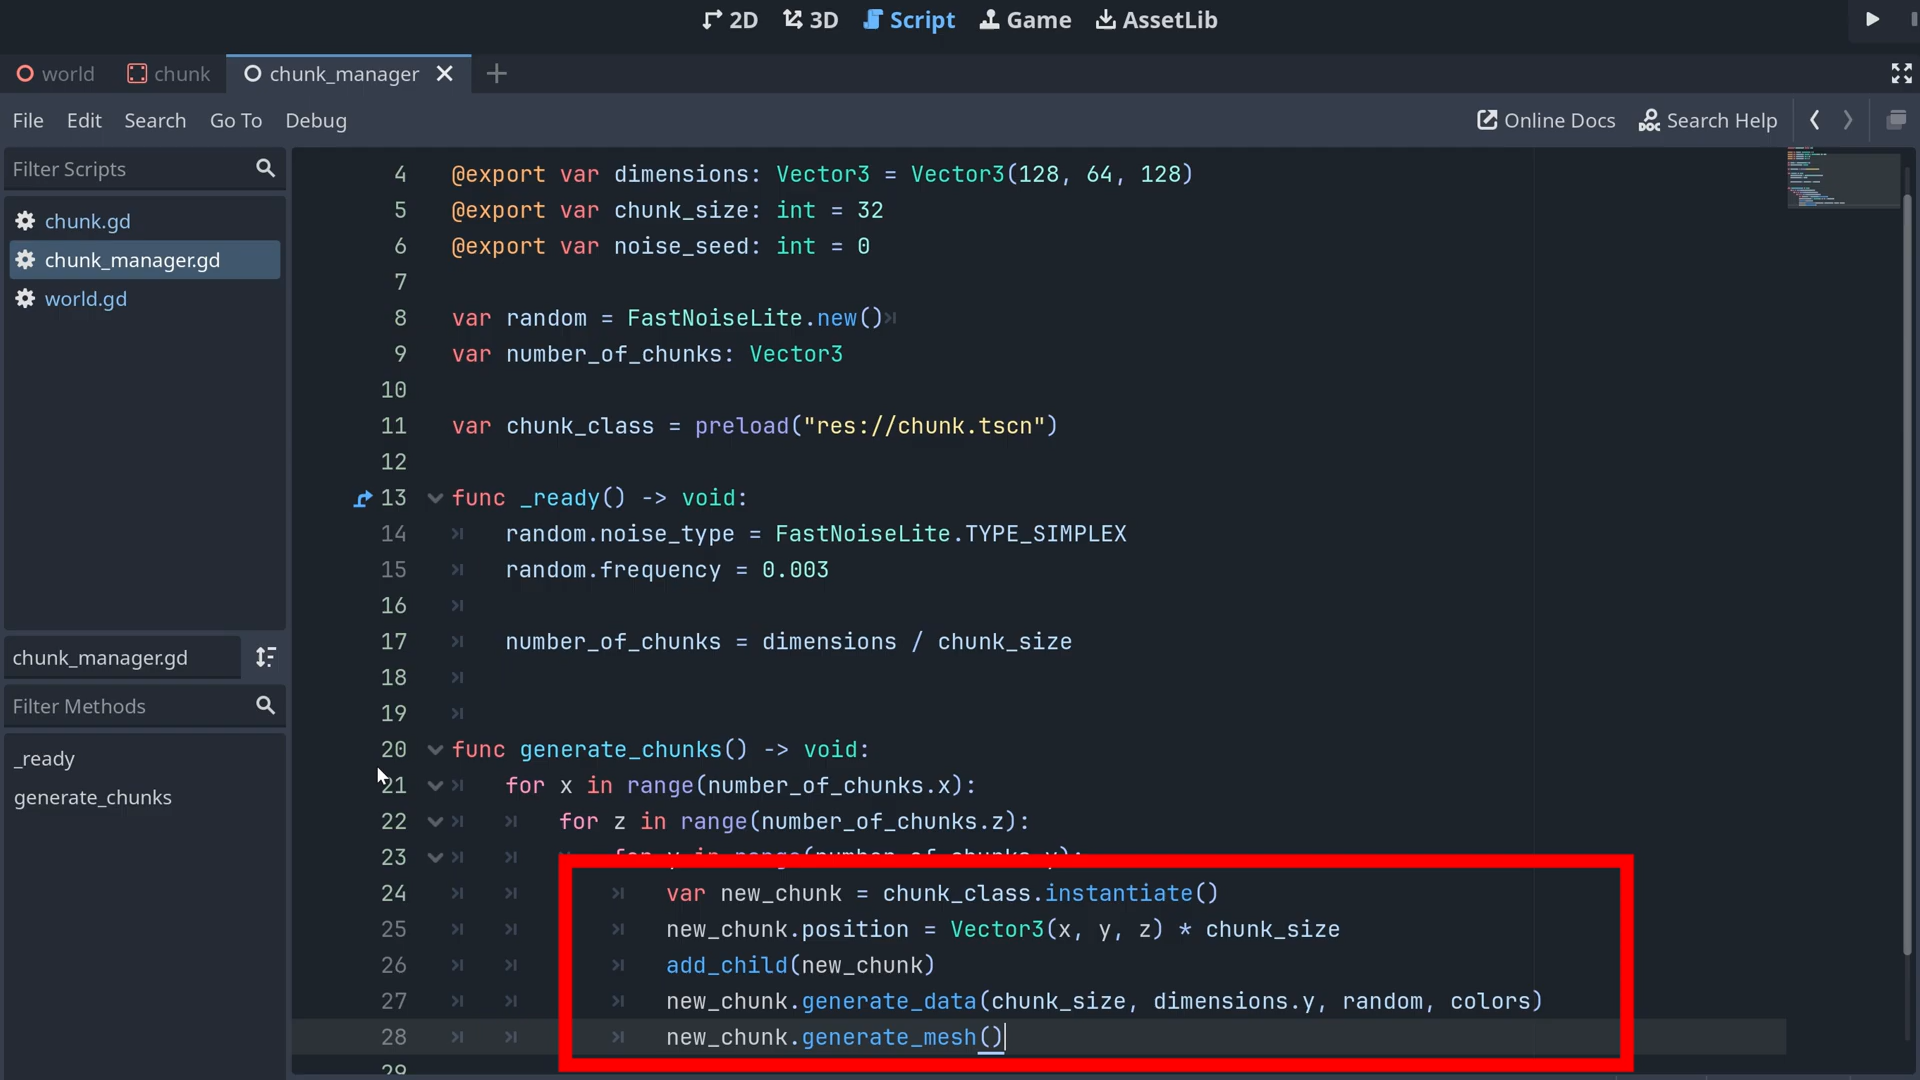 2D 3D Script Game AssetLib
world chunk chunk_manager
File Edit Search Go To Debug Online Docs Search Help
Filter Scripts
chunk.gd
chunk_manager.gd
world.gd
chunk_manager.gd
Filter Methods
_ready
generate_chunks
4 @export var dimensions: Vector3 = Vector3(128, 64, 128)
5 @export var chunk_size: int = 32
6 @export var noise_seed: int = 0
7
8 var random = FastNoiseLite.new()
9 var number_of_chunks: Vector3
10
11 var chunk_class = preload("res://chunk.tscn")
12
13 func _ready() -> void:
14 random.noise_type = FastNoiseLite.TYPE_SIMPLEX
15 random.frequency = 0.003
16
17 number_of_chunks = dimensions / chunk_size
18
19
20 func generate_chunks() -> void:
21 for x in range(number_of_chunks.x):
22 for z in range(number_of_chunks.z):
23 for y in range(number_of_chunks.y):
24 var new_chunk = chunk_class.instantiate()
25 new_chunk.position = Vector3(x, y, z) * chunk_size
26 add_child(new_chunk)
27 new_chunk.generate_data(chunk_size, dimensions.y, random, colors)
28 new_chunk.generate_mesh()
29